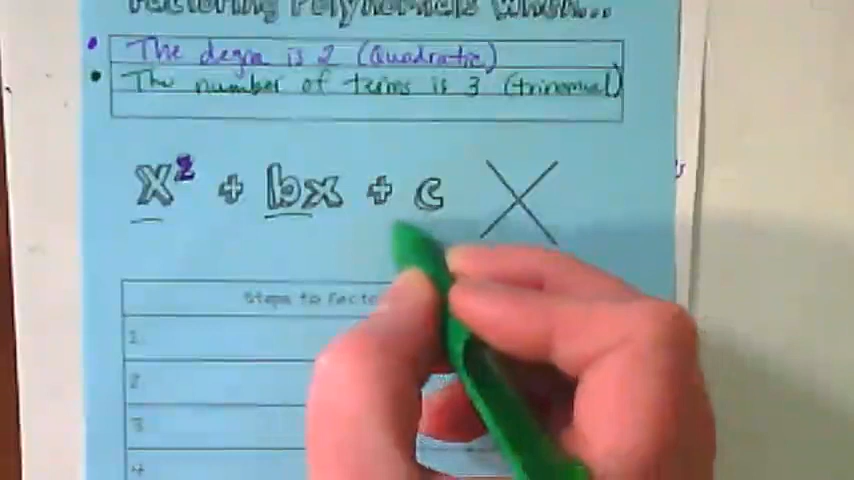 Factoring Polynomials When...
The degree is 2 (Quadratic)
The number of terms is 3 (trinomial)
x² + bx + c
Steps to Facto
1.
2.
3
4